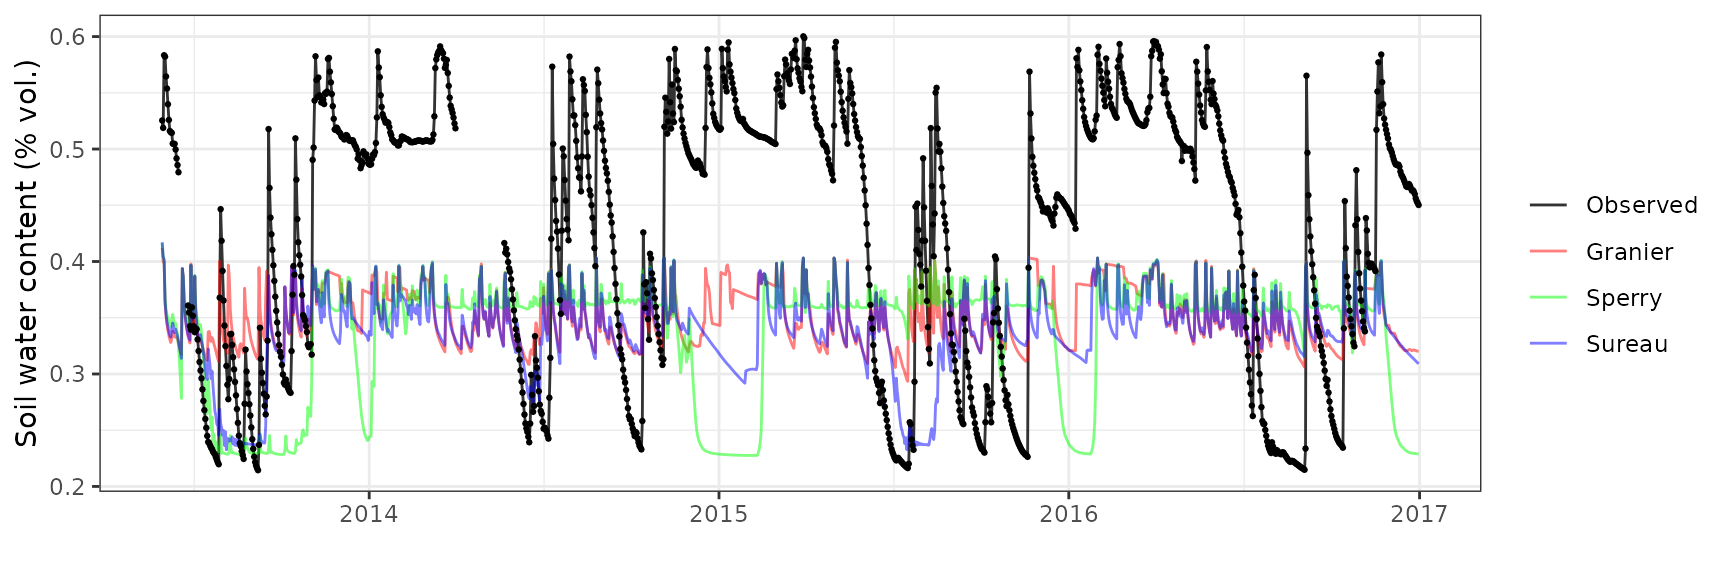 Soil water content (% vol.)
0.6
0.5
0.4
0.3
0.2
2014
2015
2016
2017
Observed
Granier
Sperry
Sureau